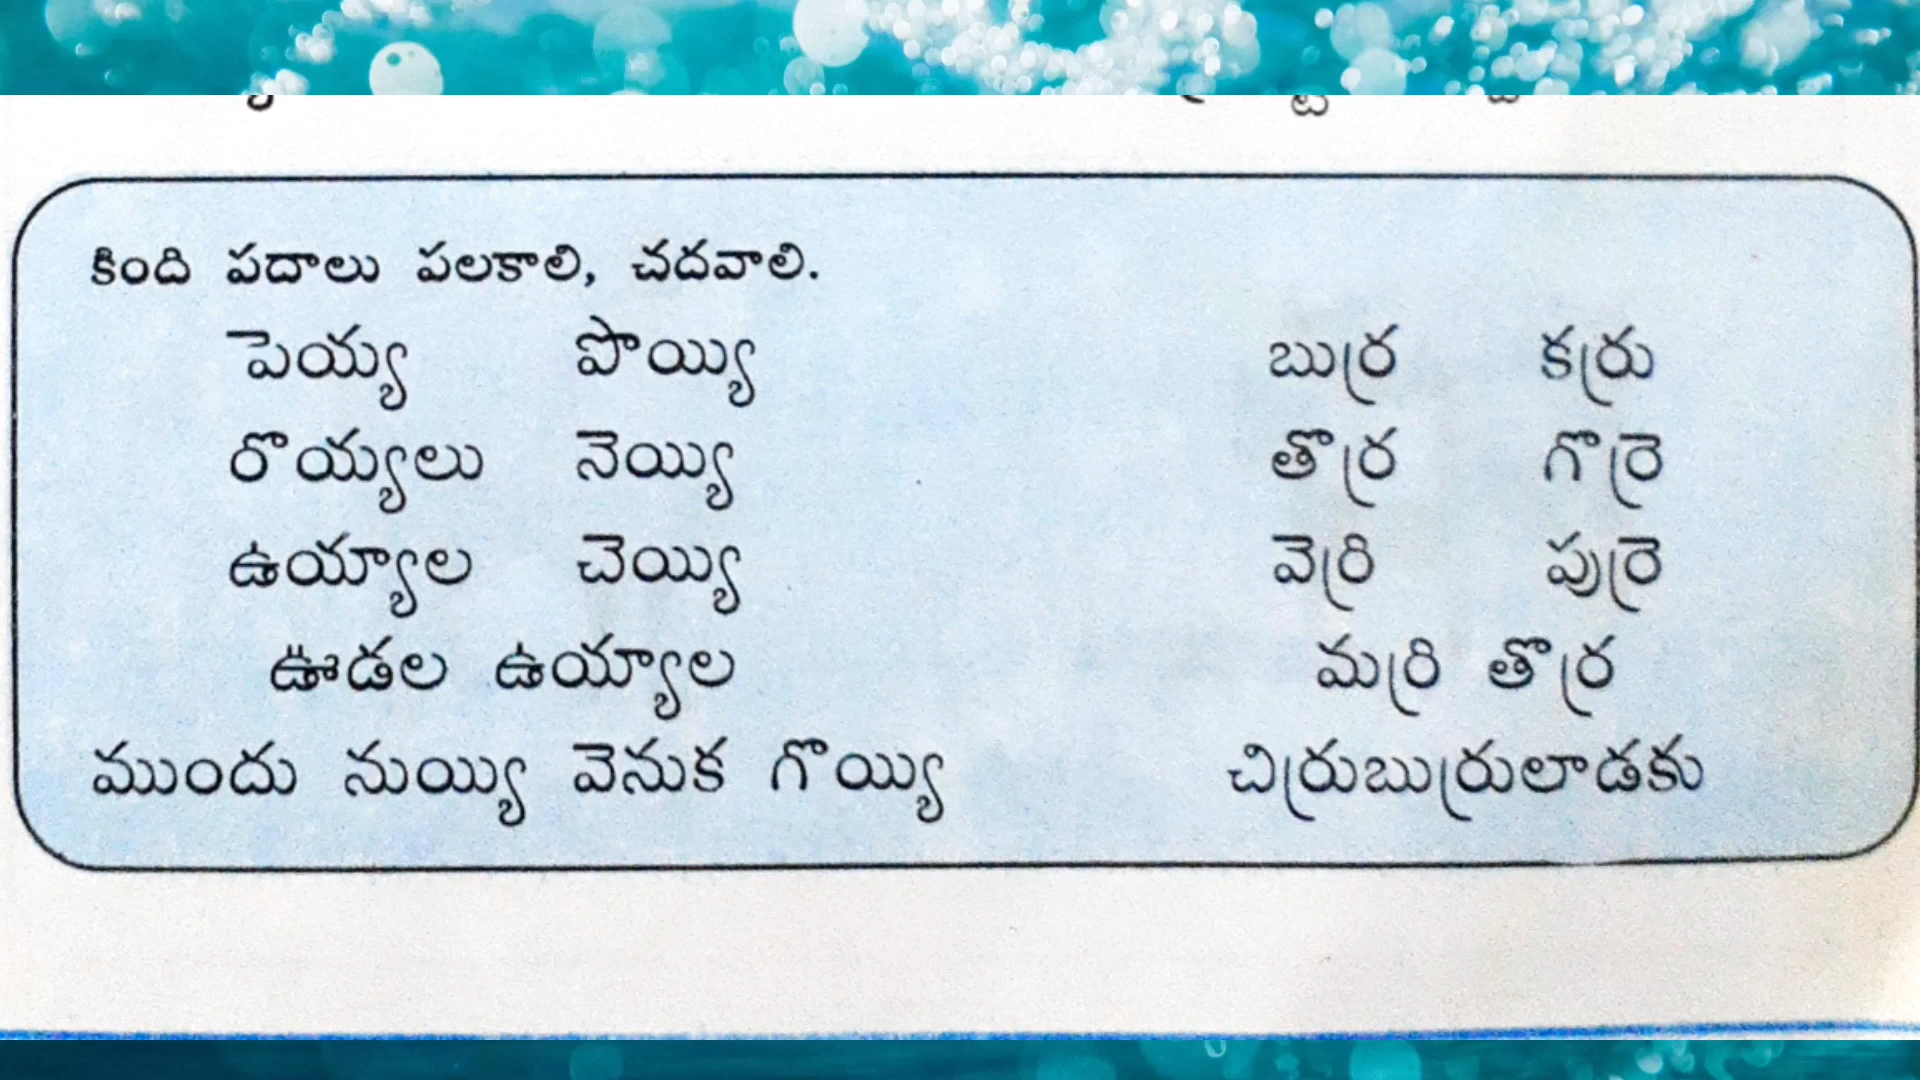 కింది పదాలు పలకాలి, చదవాలి.
పెయ్య పొయ్యి బుర్ర కర్రు
రొయ్యలు నెయ్యి తొర్ర గొర్రె
ఉయ్యాల చెయ్యి వెర్రి పుర్రె
ఊడల ఉయ్యాల మర్రి తొర్ర
ముందు నుయ్యి వెనుక గొయ్యి చిర్రుబుర్రులాడకు